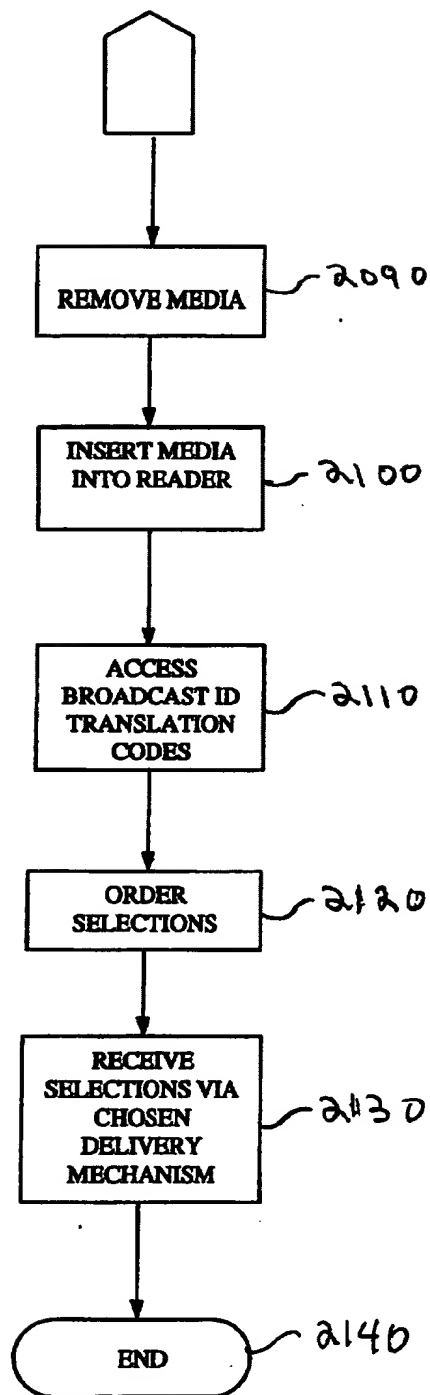 REMOVE MEDIA
2090
INSERT MEDIA
INTO READER
2100
ACCESS
BROADCAST ID
TRANSLATION
CODES
2110
ORDER
SELECTIONS
2120
RECEIVE
SELECTIONS VIA
CHOSEN
DELIVERY
MECHANISM
2130
END
2140